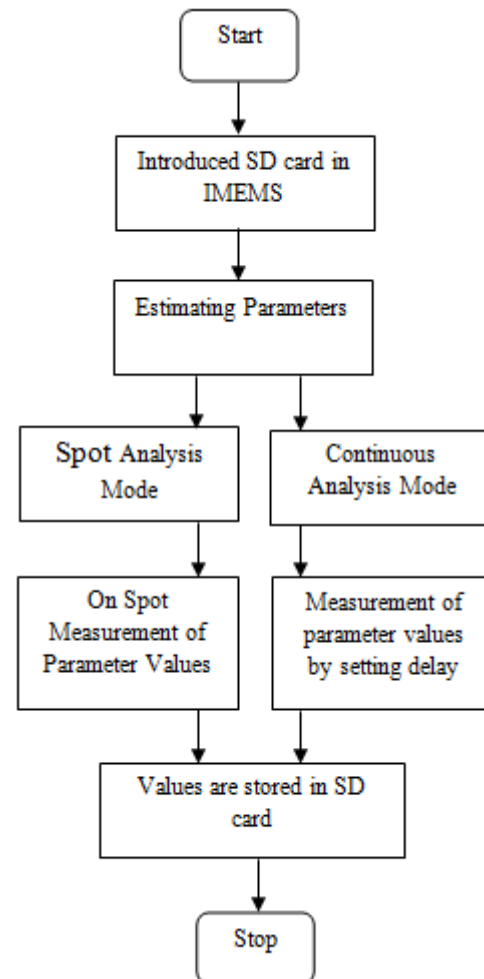 Start
Introduced SD card in
IMEMS
Estimating Parameters
Spot Analysis
Mode
Continuous
Analysis Mode
On Spot
Measurement of
Parameter Values
Measurement of
parameter values
by setting delay
Values are stored in SD
card
Stop